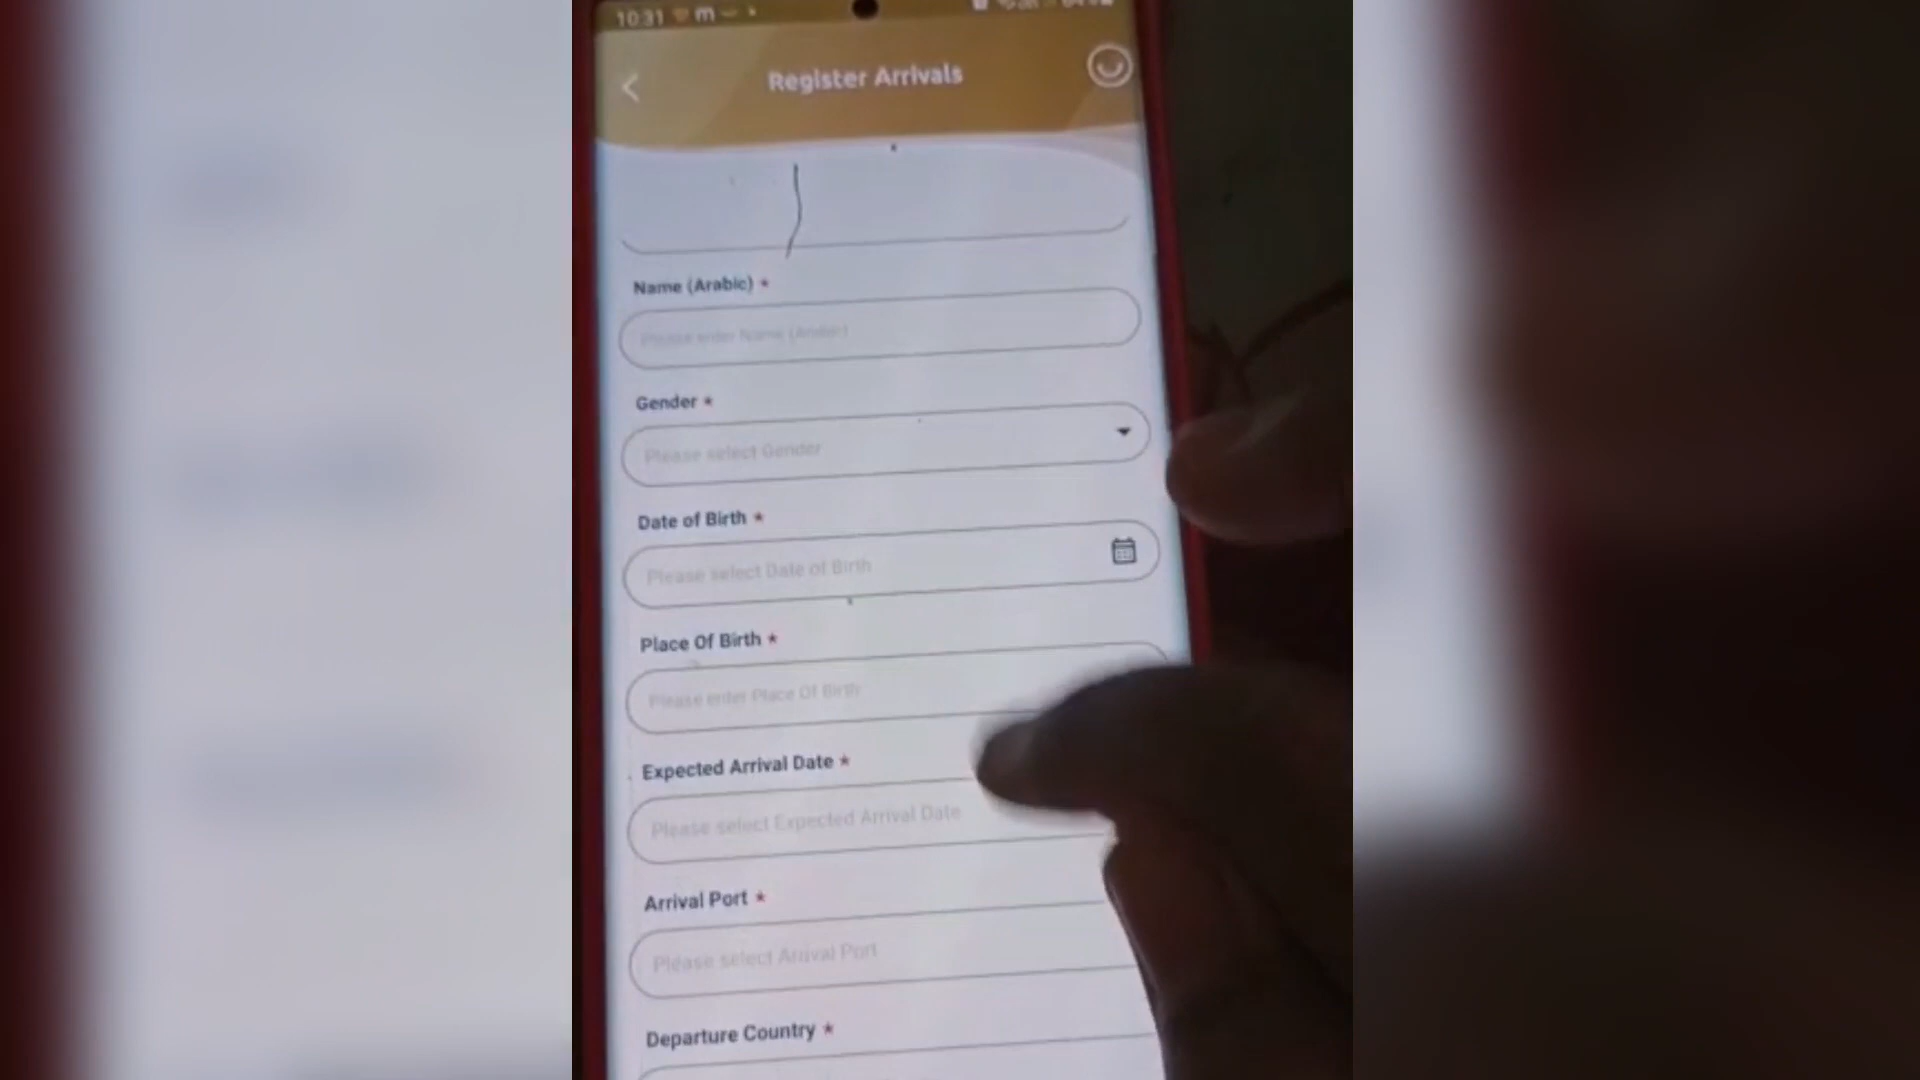 10:31
Register Arrivals
Name (Arabic) *
Please enter Name (Arabic)
Gender *
Please select Gender
Date of Birth *
Please select Date of Birth
Place Of Birth *
Please enter Place Of Birth
Expected Arrival Date *
Please select Expected Arrival Date
Arrival Port *
Please select Arrival Port
Departure Country *